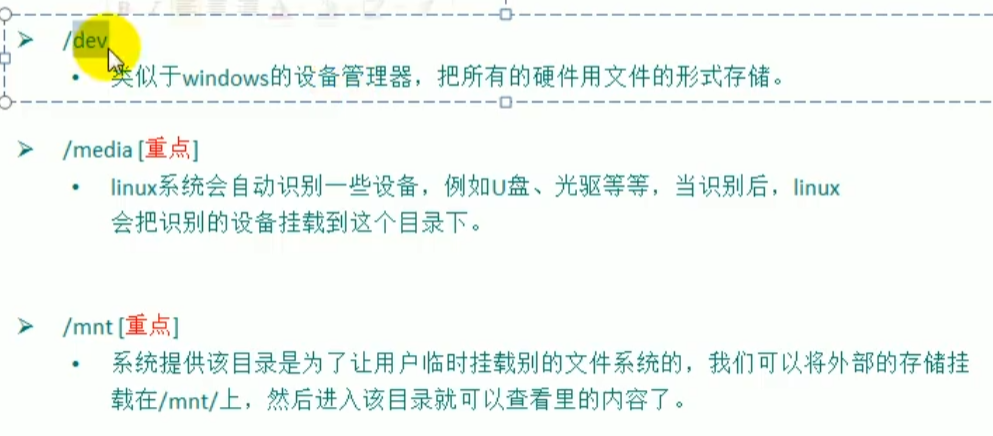 /dev
类似于windows的设备管理器，把所有的硬件用文件的形式存储。
/media [重点]
linux系统会自动识别一些设备，例如U盘、光驱等等，当识别后，linux
会把识别的设备挂载到这个目录下。
/mnt [重点]
系统提供该目录是为了让用户临时挂载别的文件系统的，我们可以将外部的存储挂
载在/mnt/上，然后进入该目录就可以查看里的内容了。